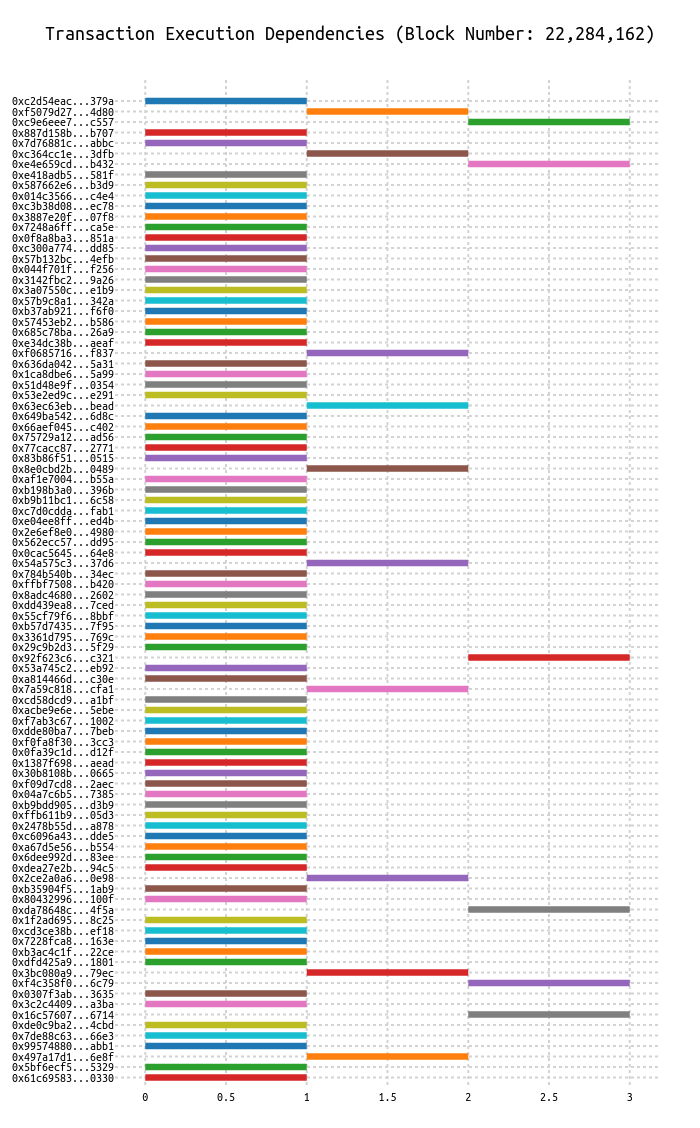 Transaction Execution Dependencies (Block Number: 22,284,162)
0xc2d54eac...379a
0xf5079d27...4d80
0xc9e6eee7...c557
0x887d158b...b707
0x7d76881c...abbc
0xc364cc1e...3dfb
0xe4e659cd...b432
0xe418adb5...581f
0x587662e6...b3d9
0x014c3566...c4e4
0xc3b38d08...ec78
0x3887e20f...07f8
0x7248a6ff...ca5e
0x0f8a8ba3...851a
0xc300a774...dd85
0x57b132bc...4efb
0x044f701f...f256
0x3142fbc2...9a26
0x3a07550c...e1b9
0x57b9c8a1...342a
0xb37ab921...f6f0
0x57453eb2...b586
0x685c78ba...26a9
0xe34dc38b...aeaf
0xf0685716...f837
0x636da042...5a31
0x1ca8dbe6...5a99
0x51d48e9f...0354
0x53e2ed9c...e291
0x63ec63eb...bead
0x649ba542...6d8c
0x66aef045...c402
0x75729a12...ad56
0x77cacc87...2771
0x83b86f51...0515
0x8e0cbd2b...0489
0xaf1e7004...b55a
0xb198b3a0...396b
0xb9b11bc1...6c58
0xc7d0cdda...fab1
0xe04ee8ff...ed4b
0x2e6ef8e0...4980
0x562ecc57...dd95
0x0cac5645...64e8
0x54a575c3...37d6
0x784b540b...34ec
0xffbf7508...b420
0x8adc4680...2602
0xdd439ea8...7ced
0x55cf79f6...8bbf
0xb57d7435...7f95
0x3361d795...769c
0x29c9b2d3...5f29
0x92f623c6...c321
0x53a745c2...eb92
0xa814466d...c30e
0x7a59c818...cfa1
0xcd58dcd9...a1bf
0xacbe9e6e...5ebe
0xf7ab3c67...1002
0xdde80ba7...7beb
0xf0fa8f30...3cc3
0x0fa39c1d...d12f
0x1387f698...aead
0x30b8108b...0665
0xf09d7cd8...2aec
0x04a7c6b5...7385
0xb9bdd905...d3b9
0xffb611b9...05d3
0x2478b55d...a878
0xc6096a43...dde5
0xa67d5e56...b554
0x6dee992d...83ee
0xdea27e2b...94c5
0x2ce2a0a6...0e98
0xb35904f5...1ab9
0x80432996...100f
0xda78648c...4f5a
0x1f2ad695...8c25
0xcd3ce38b...ef18
0x7228fca8...163e
0xb3ac4c1f...22ce
0xdfd425a9...1801
0x3bc080a9...79ec
0xf4c358f0...6c79
0x0307f3ab...3635
0x3c2c4409...a3ba
0x16c57607...6714
0xde0c9ba2...4cbd
0x7de88c63...66e3
0x99574880...abb1
0x497a17d1...6e8f
0x5bf6ecf5...5329
0x61c69583...0330
0 0.5 1 1.5 2 2.5 3